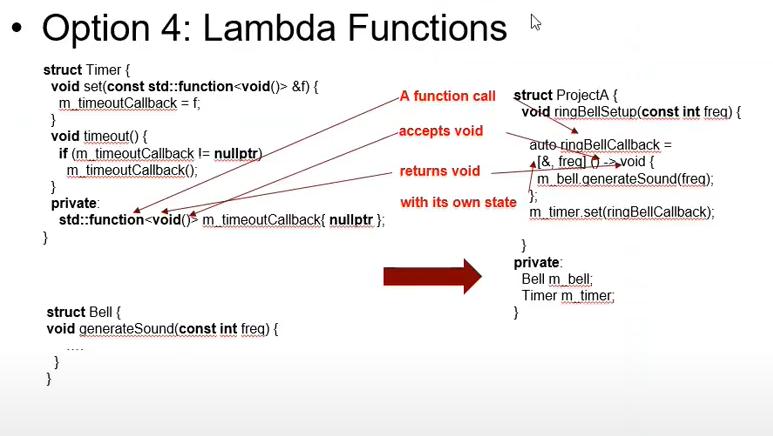 • Option 4: Lambda Functions
struct Timer {
void set(const std::function<void()> &f) {
m_timeoutCallback = f;
}
void timeout() {
if (m_timeoutCallback != nullptr)
m_timeoutCallback();
}
private:
std::function<void()> m_timeoutCallback{ nullptr };
}
struct Bell {
void generateSound(const int freq) {
....
}
}
A function call
accepts void
returns void
with its own state
struct ProjectA {
void ringBellSetup(const int freq) {
auto ringBellCallback =
[&, freq] () -> void {
m_bell.generateSound(freq);
};
m_timer.set(ringBellCallback);
}
private:
Bell m_bell;
Timer m_timer;
}